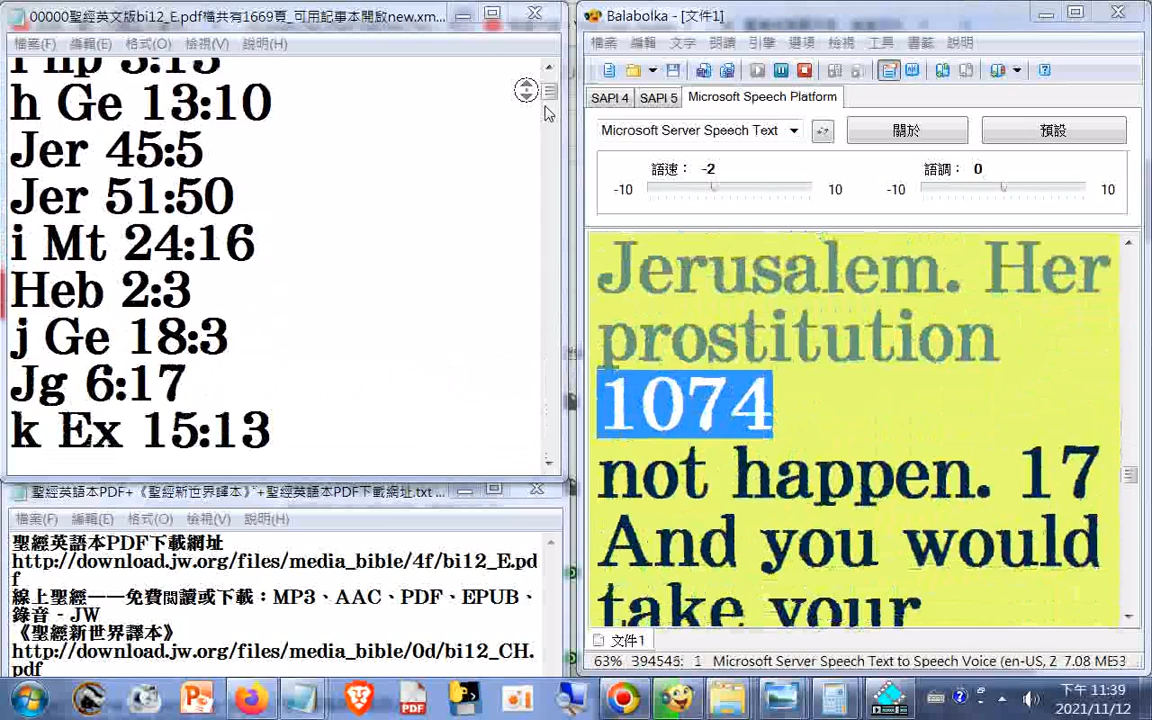 00000聖經英文版bi12_E.pdf檔共有1669頁_可用記事本開啟new.xm...
檔案(F) 編輯(E) 格式(O) 檢視(V) 說明(H)
h Ge 13:10
Jer 45:5
Jer 51:50
i Mt 24:16
Heb 2:3
j Ge 18:3
Jg 6:17
k Ex 15:13
聖經英語本PDF+《聖經新世界譯本》+聖經英語本PDF下載網址.txt ...
檔案(F) 編輯(E) 格式(O) 檢視(V) 說明(H)
聖經英語本PDF下載網址
http://download.jw.org/files/media_bible/4f/bi12_E.pd
f
線上聖經──免費閱讀或下載：MP3、AAC、PDF、EPUB、
錄音 - JW
《聖經新世界譯本》
http://download.jw.org/files/media_bible/0d/bi12_CH.
pdf
Balabolka - [文件1]
檔案 編輯 文字 朗讀 引擎 選項 檢視 工具 書籤 說明
SAPI 4 SAPI 5 Microsoft Speech Platform
Microsoft Server Speech Text 關於 預設
語速： -2 語調： 0
-10 10 -10 10
Jerusalem. Her
prostitution
1074
not happen. 17
And you would
take your
文件1
63% 394545: 1 Microsoft Server Speech Text to Speech Voice (en-US, 2 7.08 MB
下午 11:39
2021/11/12